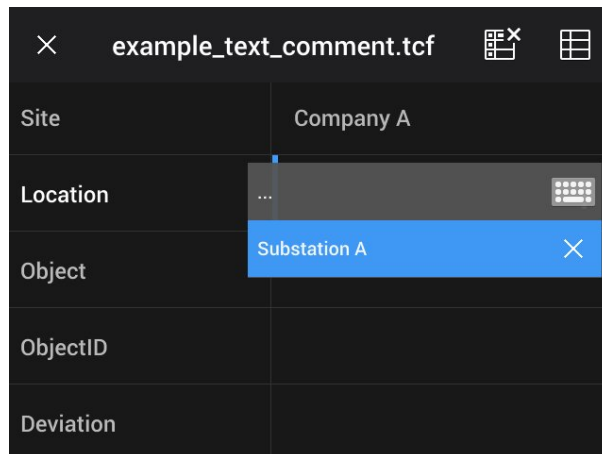 example_text_comment.tcf
Site
Company A
Location
...
Substation A
Object
ObjectID
Deviation